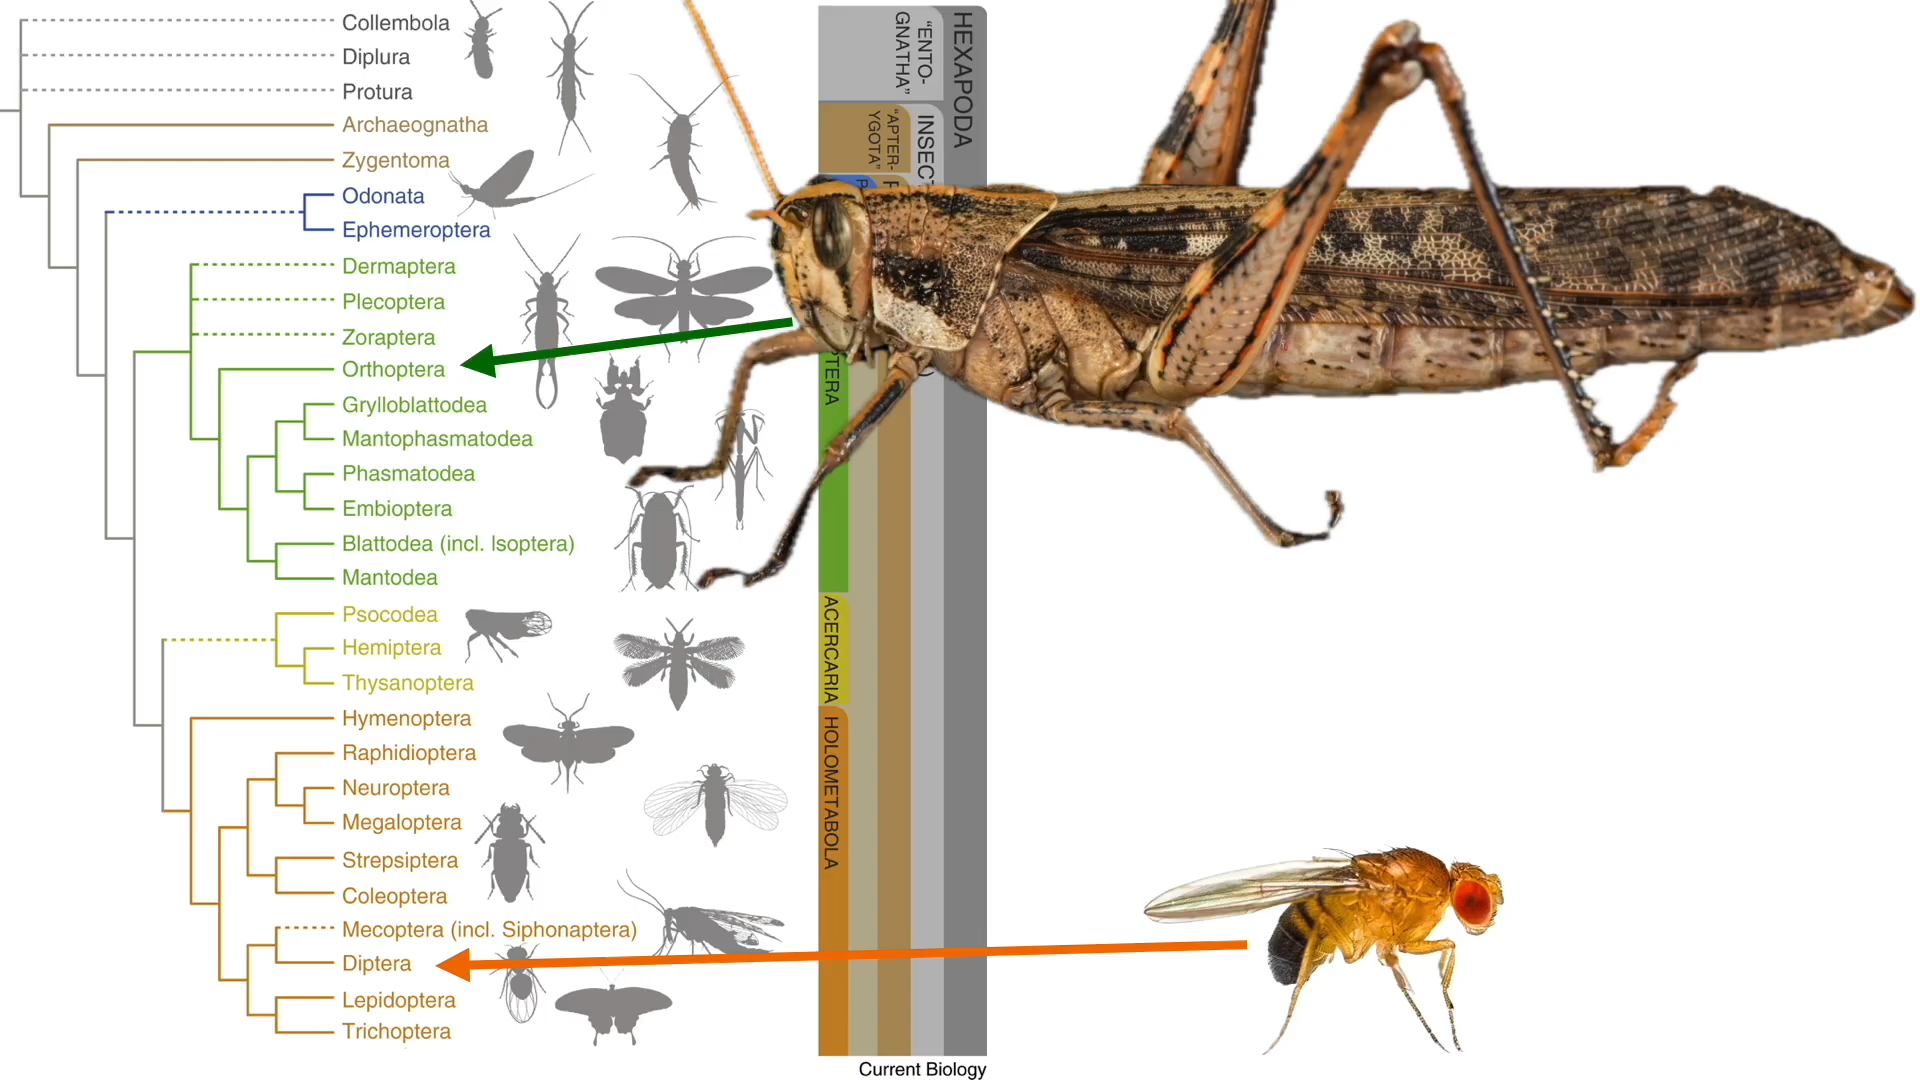 Collembola
Diplura
Protura
Archaeognatha
Zygentoma
Odonata
Ephemeroptera
Dermaptera
Plecoptera
Zoraptera
Orthoptera
Grylloblattodea
Mantophasmatodea
Phasmatodea
Embioptera
Blattodea (incl. Isoptera)
Mantodea
Psocodea
Hemiptera
Thysanoptera
Hymenoptera
Raphidioptera
Neuroptera
Megaloptera
Strepsiptera
Coleoptera
Mecoptera (incl. Siphonaptera)
Diptera
Lepidoptera
Trichoptera
HEXAPODA
"ENTO-
GNATHA"
INSECT
"APTER-
YGOTA"
P
P
TERA
ACERCARIA
HOLOMETABOLA
Current Biology